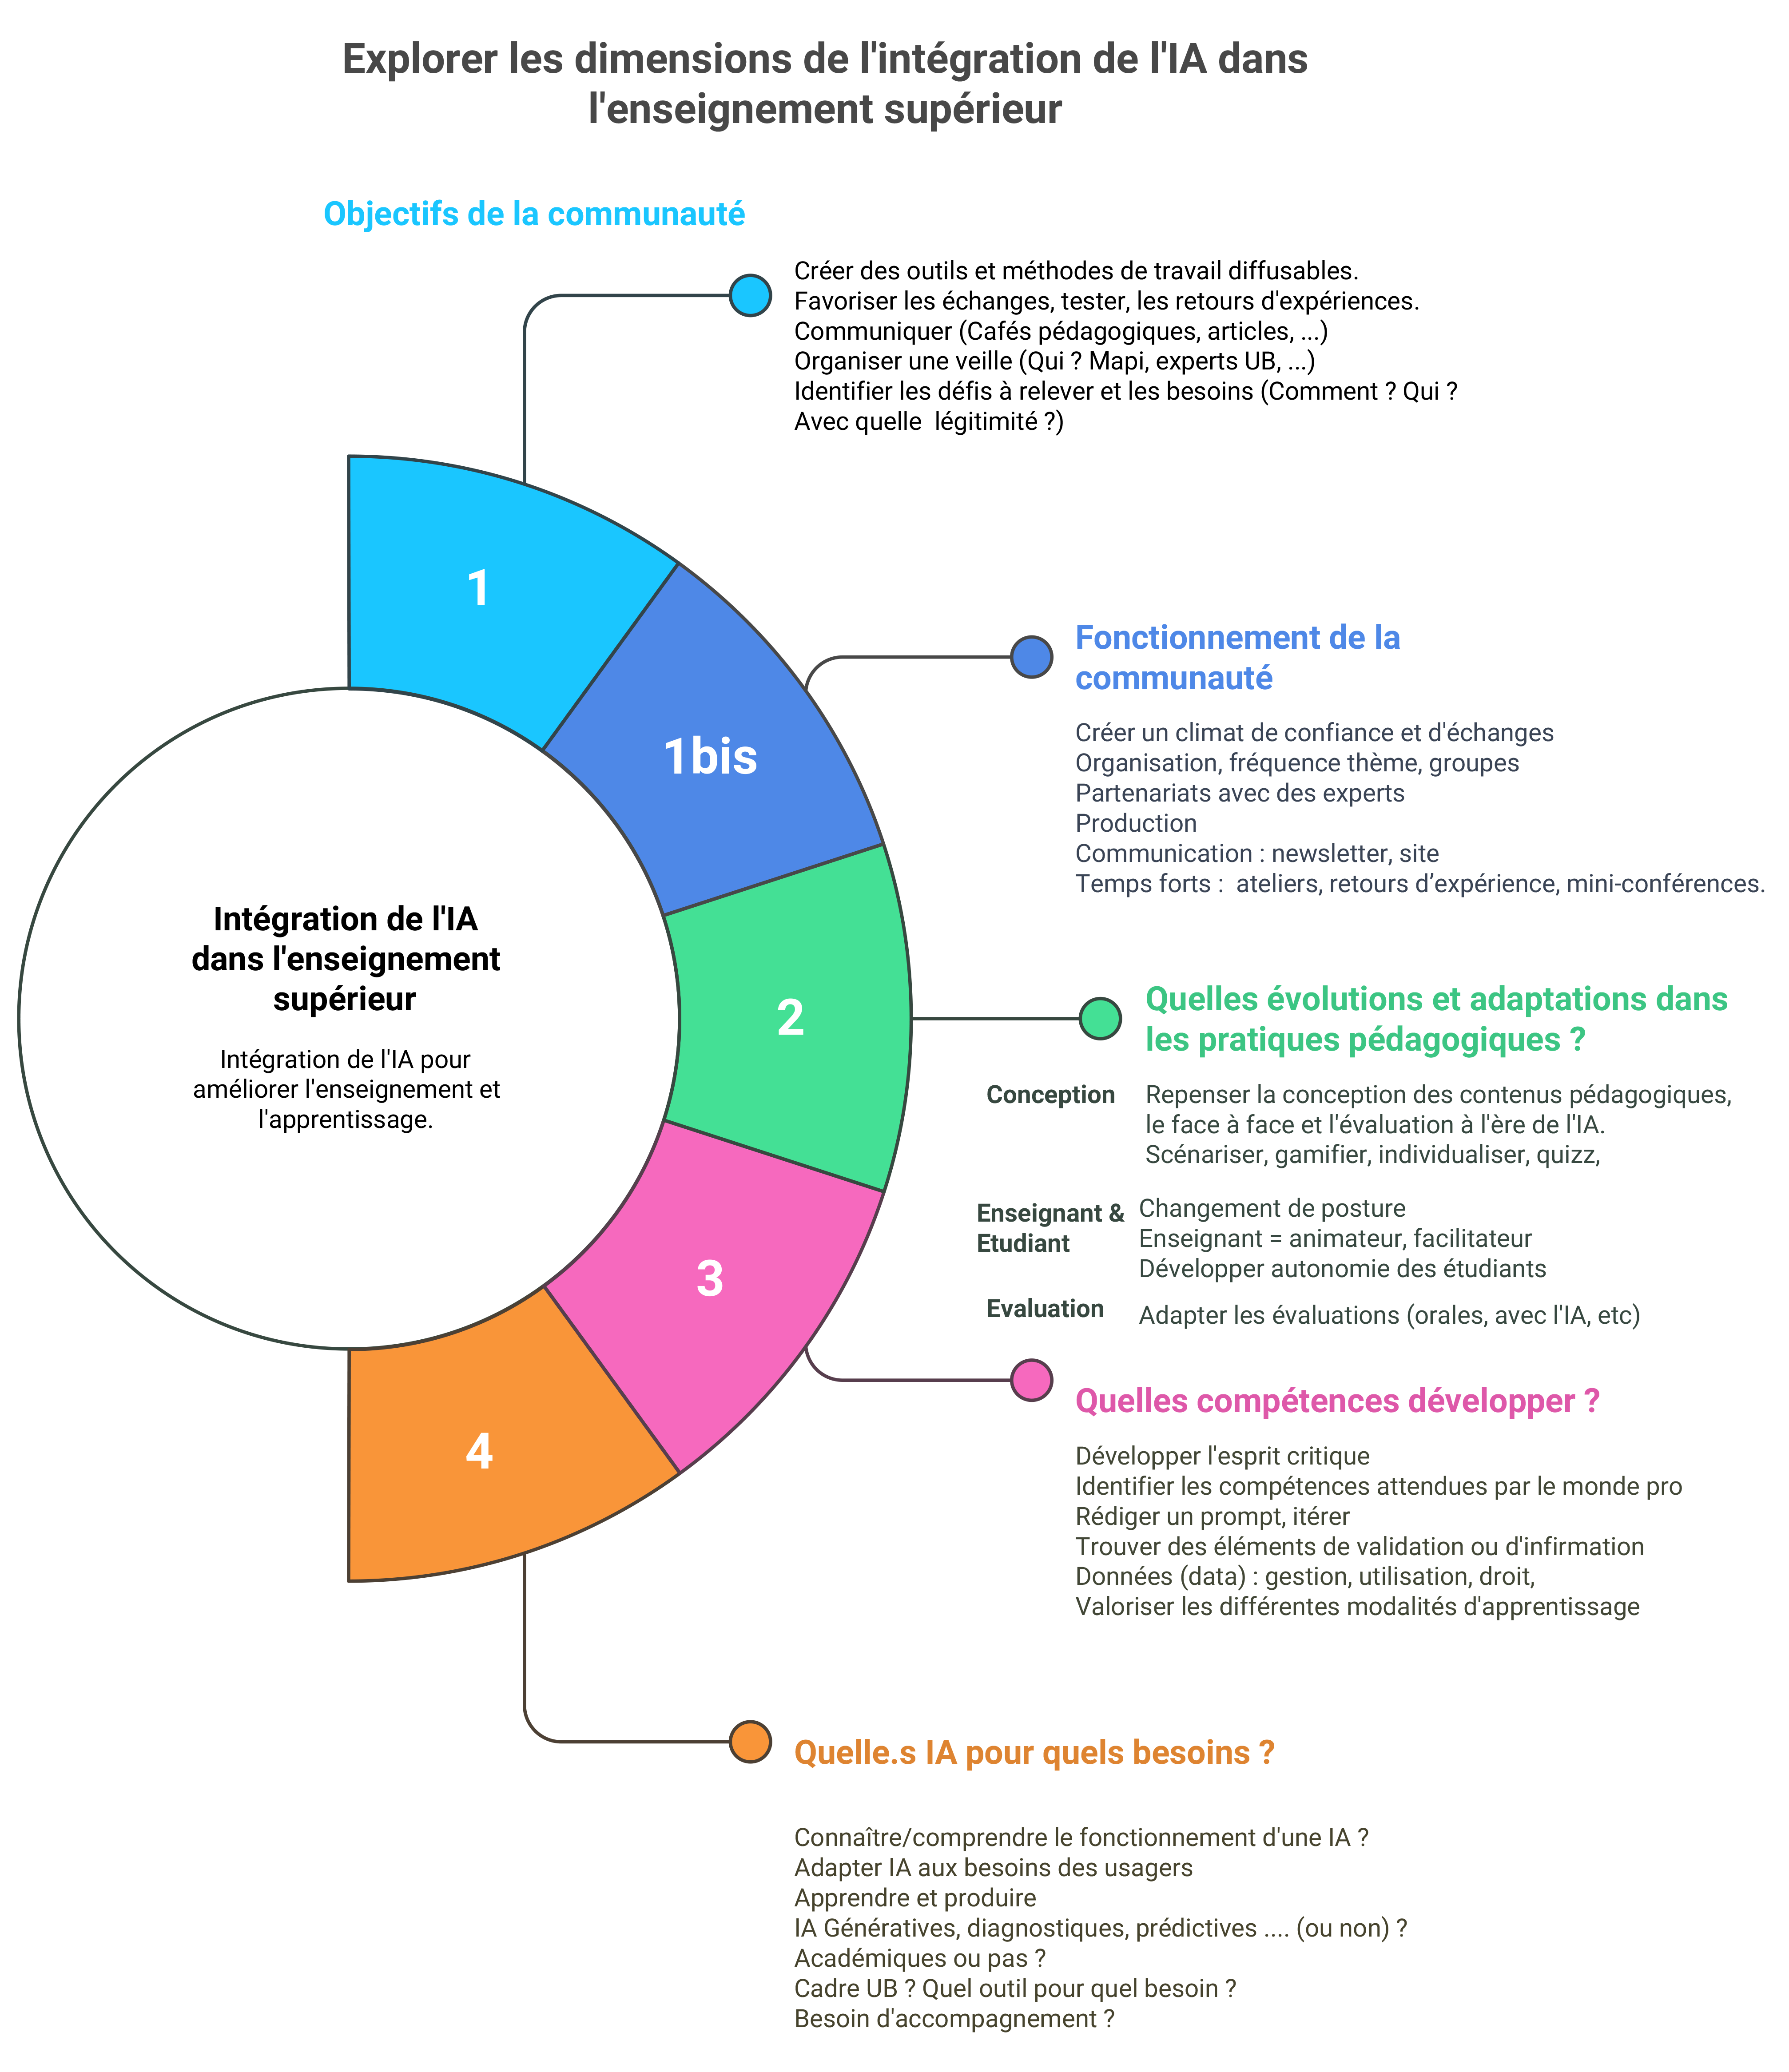 Explorer les dimensions de l'intégration de l'IA dans
l'enseignement supérieur
Objectifs de la communauté
Créer des outils et méthodes de travail diffusables.
Favoriser les échanges, tester, les retours d'expériences.
Communiquer (Cafés pédagogiques, articles, ...)
Organiser une veille (Qui ? Mapi, experts UB, ...)
Identifier les défis à relever et les besoins (Comment ? Qui ?
Avec quelle  légitimité ?)
1
1bis
Fonctionnement de la
communauté
Créer un climat de confiance et d'échanges
Organisation, fréquence thème, groupes
Partenariats avec des experts
Production
Communication : newsletter, site
Temps forts :  ateliers, retours d’expérience, mini-conférences.
Intégration de l'IA
dans l'enseignement
supérieur
Intégration de l'IA pour
améliorer l'enseignement et
l'apprentissage.
2
Quelles évolutions et adaptations dans
les pratiques pédagogiques ?
Conception
Repenser la conception des contenus pédagogiques,
le face à face et l'évaluation à l'ère de l'IA.
Scénariser, gamifier, individualiser, quizz,
Enseignant &
Etudiant
Changement de posture
Enseignant = animateur, facilitateur
Développer autonomie des étudiants
Evaluation
Adapter les évaluations (orales, avec l'IA, etc)
3
Quelles compétences développer ?
Développer l'esprit critique
Identifier les compétences attendues par le monde pro
Rédiger un prompt, itérer
Trouver des éléments de validation ou d'infirmation
Données (data) : gestion, utilisation, droit,
Valoriser les différentes modalités d'apprentissage
4
Quelle.s IA pour quels besoins ?
Connaître/comprendre le fonctionnement d'une IA ?
Adapter IA aux besoins des usagers
Apprendre et produire
IA Génératives, diagnostiques, prédictives .... (ou non) ?
Académiques ou pas ?
Cadre UB ? Quel outil pour quel besoin ?
Besoin d'accompagnement ?